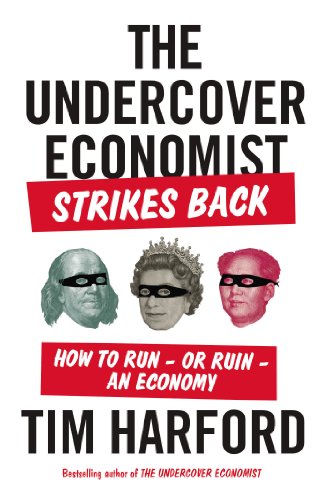 THE
UNDERCOVER
ECONOMIST
STRIKES BACK
HOW TO RUN – OR RUIN –
AN ECONOMY
TIM HARFORD
Bestselling author of THE UNDERCOVER ECONOMIST